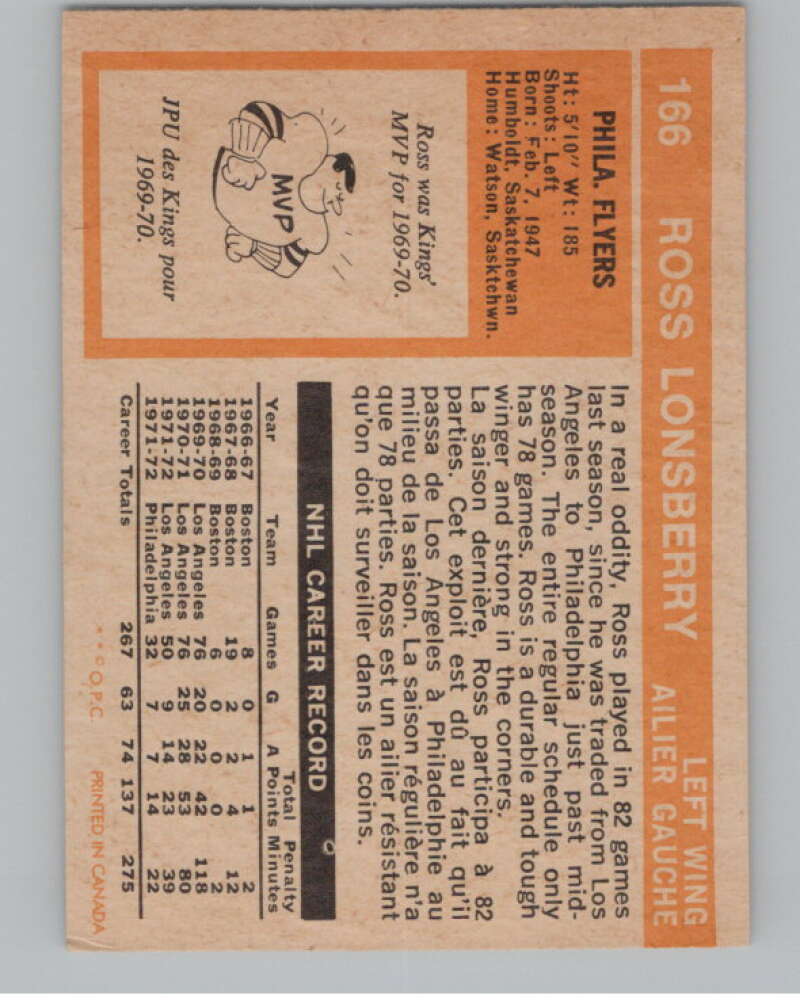 166 ROSS LONSBERRY
LEFT WING
AILIER GAUCHE
PHILA. FLYERS
Ht: 5'10" Wt: 185
Shoots: Left
Born: Feb. 7, 1947
Humboldt, Saskatchewan
Home: Watson, Sasktchwn.
Ross was Kings'
MVP for 1969-70.
MVP
JPU des Kings pour
1969-70.
In a real oddity, Ross played in 82 games
last season, since he was traded from Los
Angeles to Philadelphia just past mid-
season. The entire regular schedule only
has 78 games. Ross is a durable and tough
winger and strong in the corners.
La saison dernière, Ross participa à 82
parties. Cet exploit est dû au fait qu'il
passa de Los Angeles à Philadelphie au
milieu de la saison. La saison régulière n'a
que 78 parties. Ross est un ailier résistant
qu'on doit surveiller dans les coins.
NHL CAREER RECORD
Total Penalty
Year Team Games G A Points Minutes
1966-67 Boston 8 0 1 1 2
1967-68 Boston 19 2 2 4 12
1968-69 Boston 6 0 0 0 2
1969-70 Los Angeles 76 20 22 42 118
1970-71 Los Angeles 76 25 28 53 80
1971-72 Los Angeles 50 9 14 23 39
1971-72 Philadelphia 32 7 7 14 22
Career Totals 267 63 74 137 275
* * © O.P.C PRINTED IN CANADA